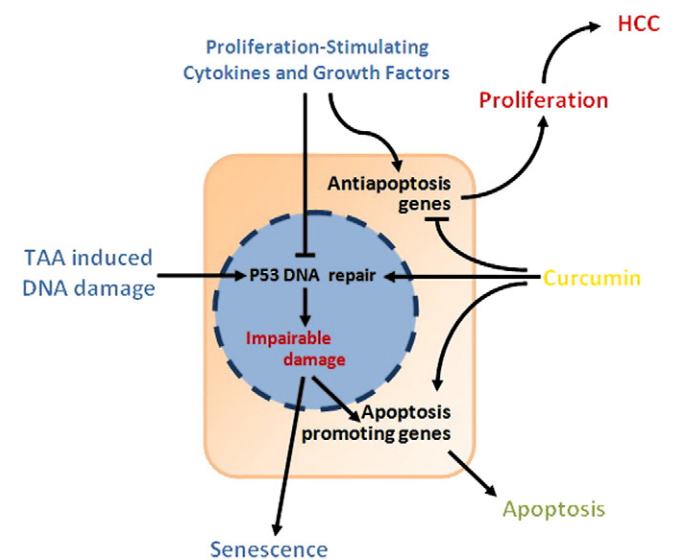 HCC
Proliferation-Stimulating
Cytokines and Growth Factors
Proliferation
Antiapoptosis
genes
TAA induced
DNA damage
P53 DNA repair
Curcumin
Impairable
damage
Apoptosis
promoting genes
Apoptosis
Senescence